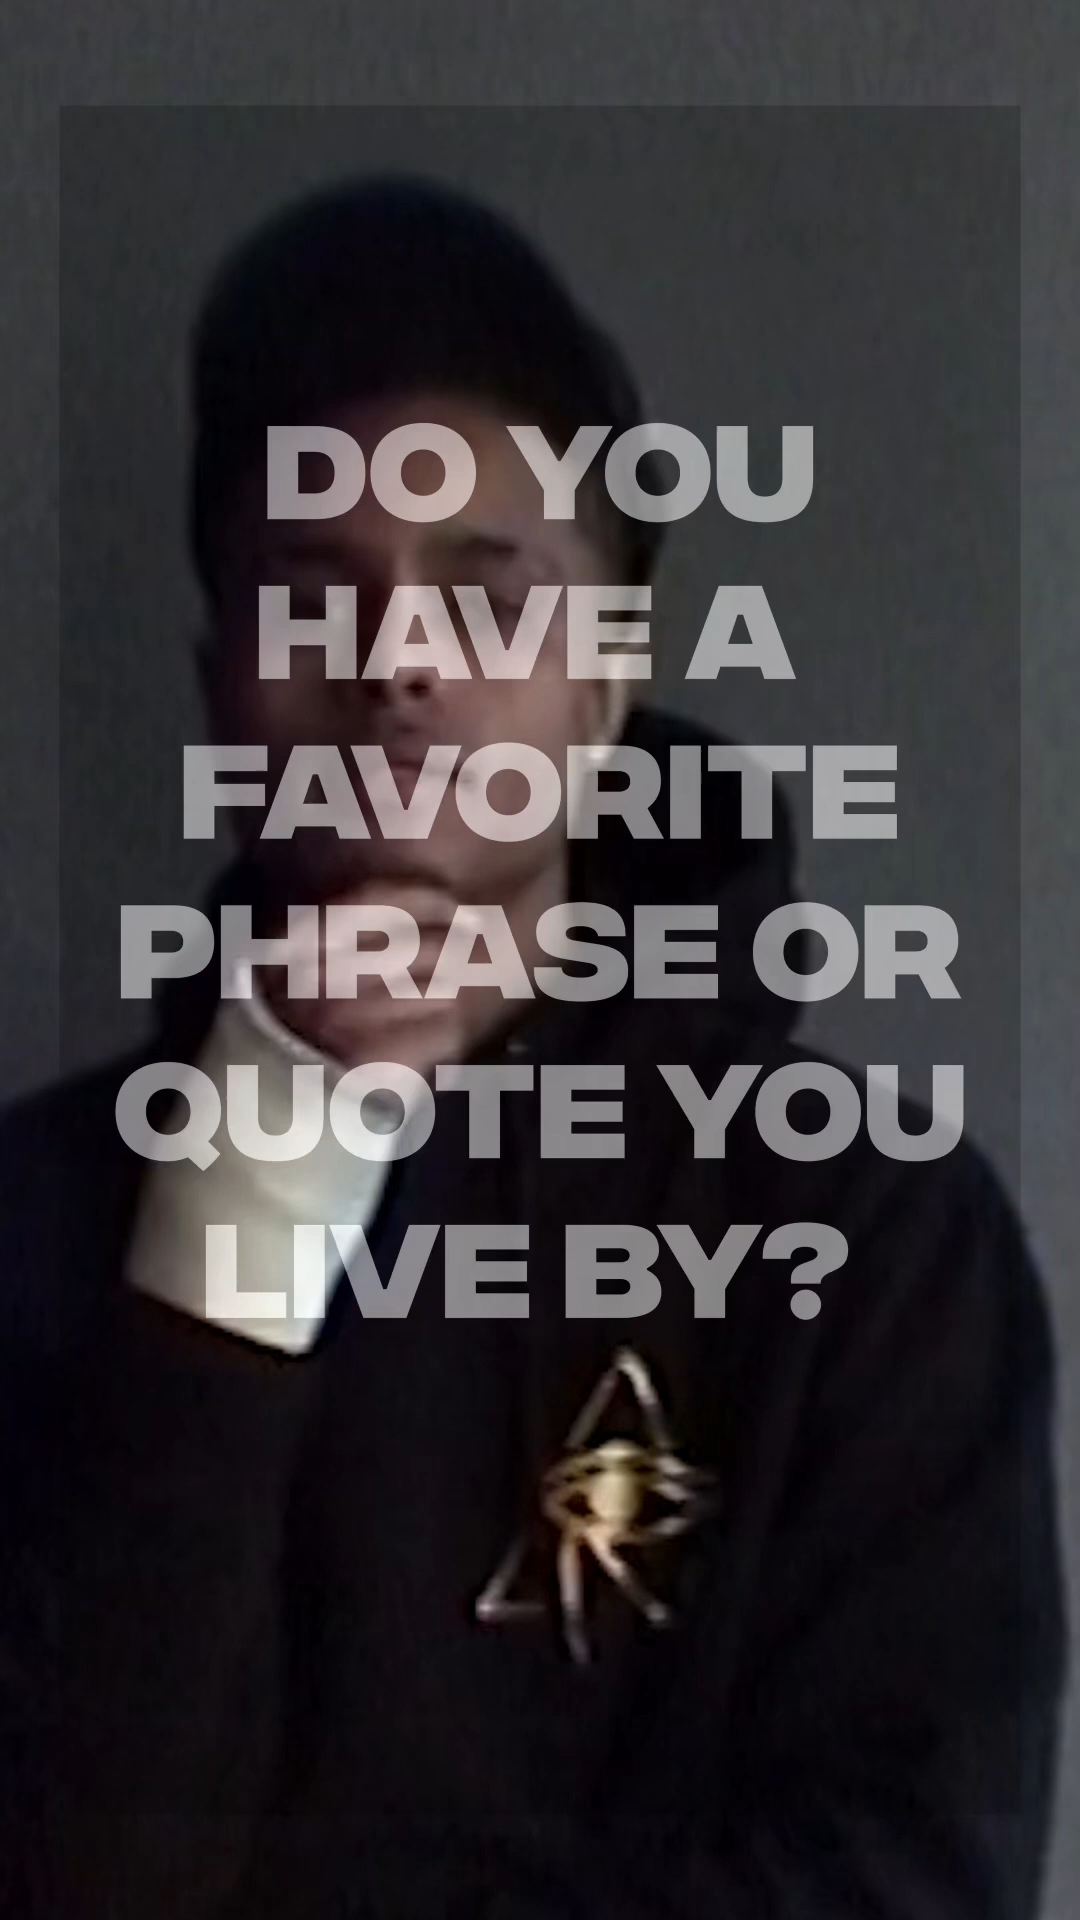 DO YOU
HAVE A
FAVORITE
PHRASE OR
QUOTE YOU
LIVE BY?